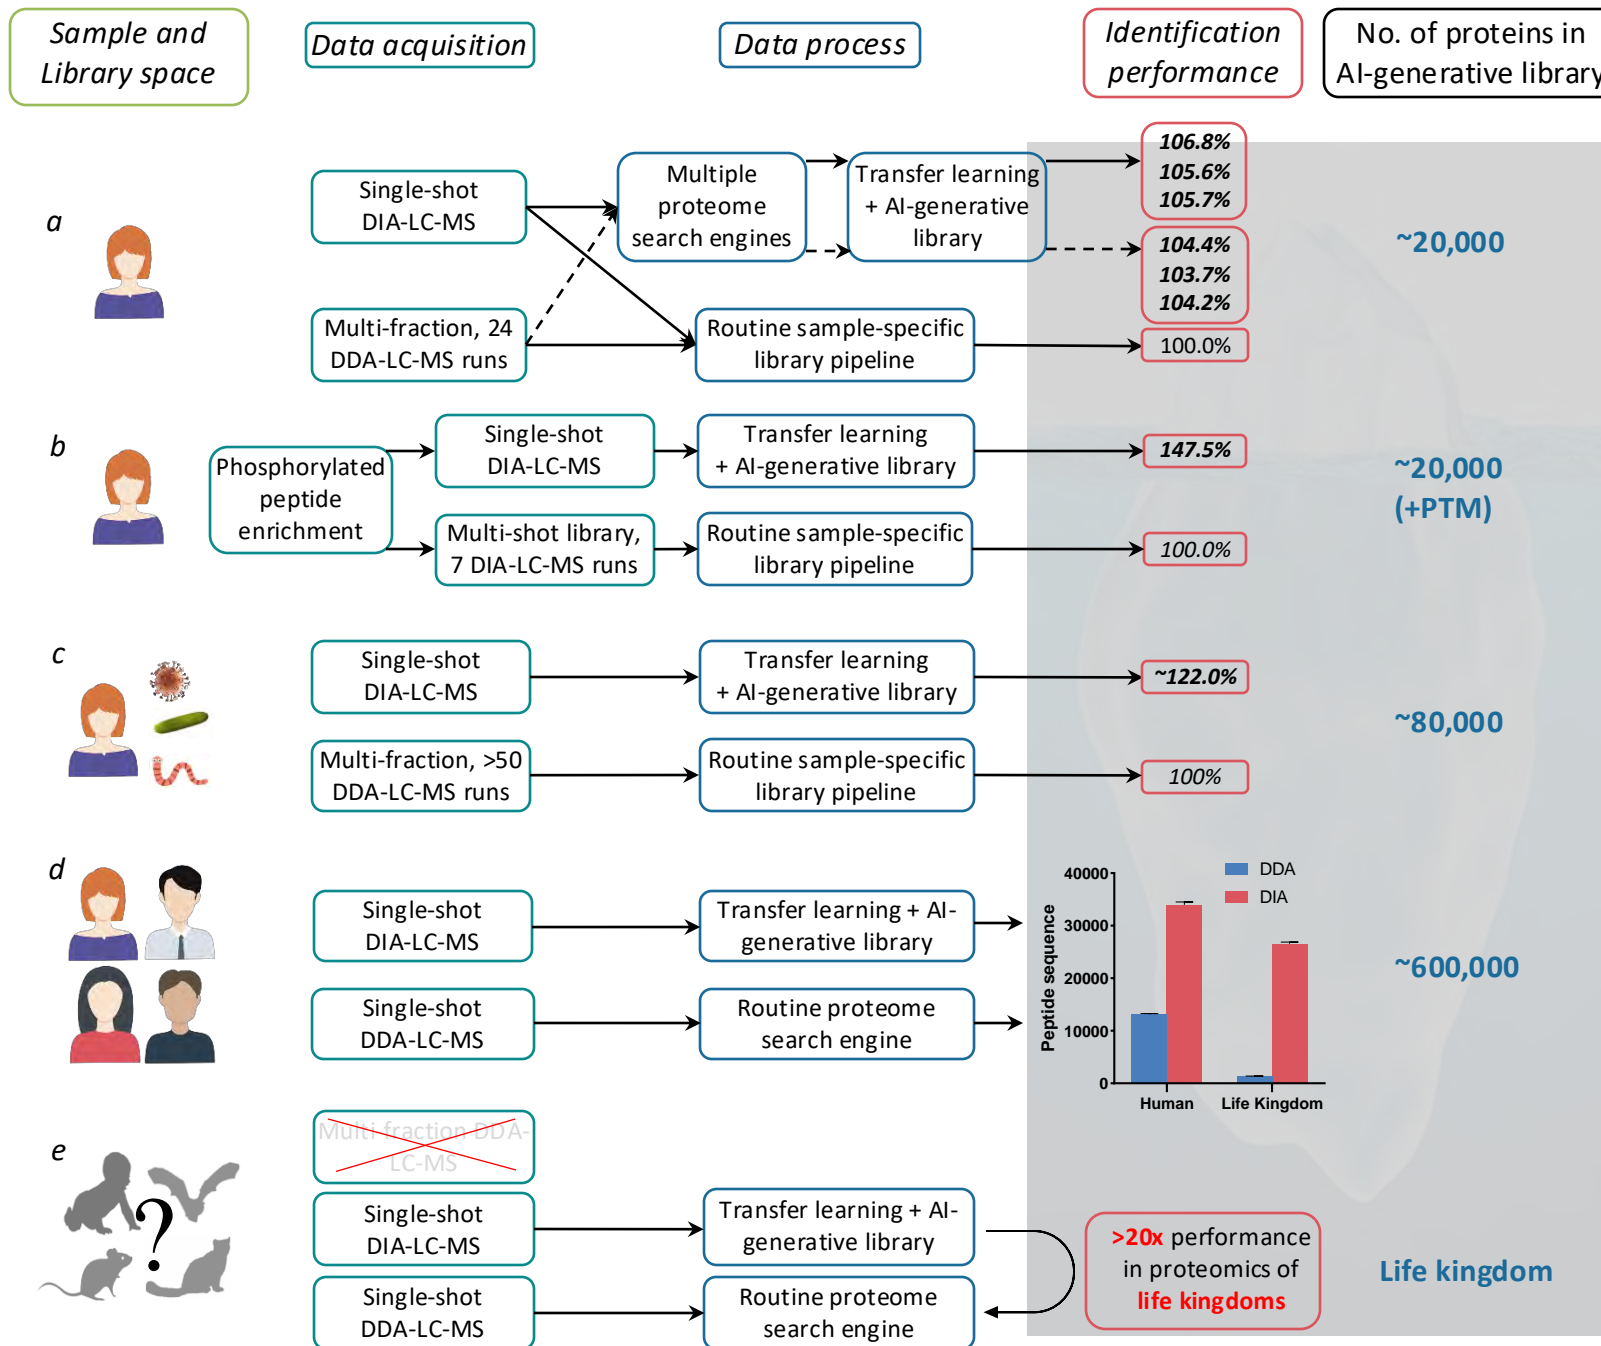 Sample and
Library space
Data acquisition
Data process
Identification
performance
No. of proteins in
AI-generative library
a
Single-shot
DIA-LC-MS
Multiple
proteome
search engines
Transfer learning
+ AI-generative
library
106.8%
105.6%
105.7%
104.4%
103.7%
104.2%
~20,000
Multi-fraction, 24
DDA-LC-MS runs
Routine sample-specific
library pipeline
100.0%
b
Phosphorylated
peptide
enrichment
Single-shot
DIA-LC-MS
Transfer learning
+ AI-generative library
147.5%
~20,000
(+PTM)
Multi-shot library,
7 DIA-LC-MS runs
Routine sample-specific
library pipeline
100.0%
c
Single-shot
DIA-LC-MS
Transfer learning
+ AI-generative library
~122.0%
~80,000
Multi-fraction, >50
DDA-LC-MS runs
Routine sample-specific
library pipeline
100%
d
Single-shot
DIA-LC-MS
Transfer learning + AI-
generative library
Single-shot
DDA-LC-MS
Routine proteome
search engine
DDA
DIA
Peptide sequence
40000
30000
20000
10000
0
Human
Life Kingdom
~600,000
e
Multi-fraction DDA-
LC-MS
?
Single-shot
DIA-LC-MS
Transfer learning + AI-
generative library
Single-shot
DDA-LC-MS
Routine proteome
search engine
>20x performance
in proteomics of
life kingdoms
Life kingdom